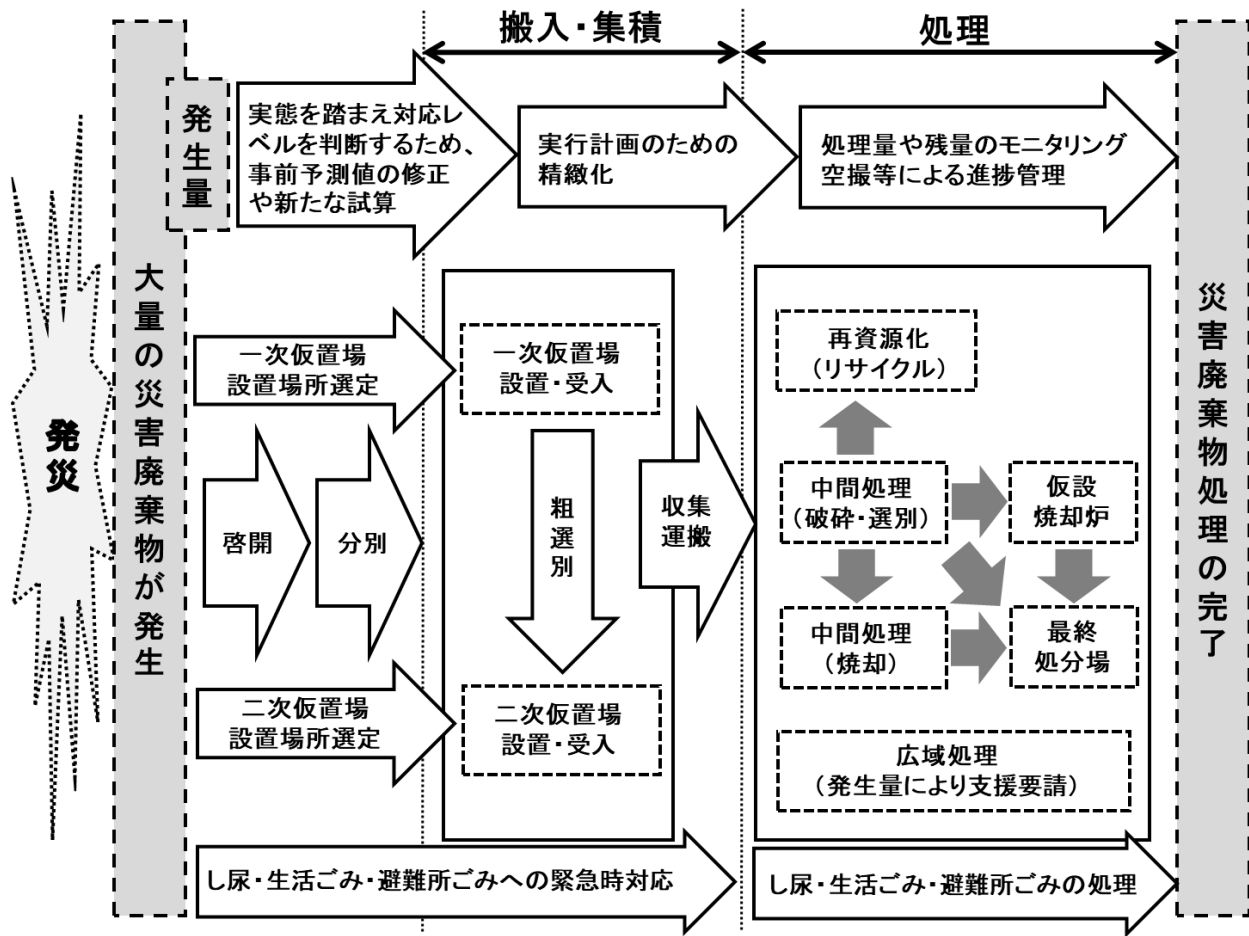 搬入・集積
処理
発災
大量の災害廃棄物が発生
発生量
実態を踏まえ対応レ
ベルを判断するため、
事前予測値の修正
や新たな試算
実行計画のための
精緻化
処理量や残量のモニタリング
空撮等による進捗管理
一次仮置場
設置場所選定
啓開
分別
二次仮置場
設置場所選定
一次仮置場
設置・受入
粗選別
二次仮置場
設置・受入
収集
運搬
再資源化
(リサイクル)
中間処理
(破砕・選別)
仮設
焼却炉
中間処理
(焼却)
最終
処分場
広域処理
(発生量により支援要請)
し尿・生活ごみ・避難所ごみへの緊急時対応
し尿・生活ごみ・避難所ごみの処理
災害廃棄物処理の完了